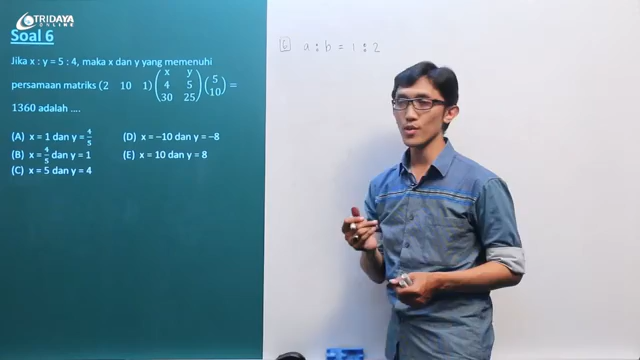 TRIDAYA
ONLINE
Soal 6
Jika x : y = 5 : 4, maka x dan y yang memenuhi
persamaan matriks (2 10 1) (x y
4 5
30 25) (5
10) =
1360 adalah ....
(A) x = 1 dan y = 4/5
(D) x = −10 dan y = −8
(B) x = 4/5 dan y = 1
(E) x = 10 dan y = 8
(C) x = 5 dan y = 4
6 a : b = 1 : 2